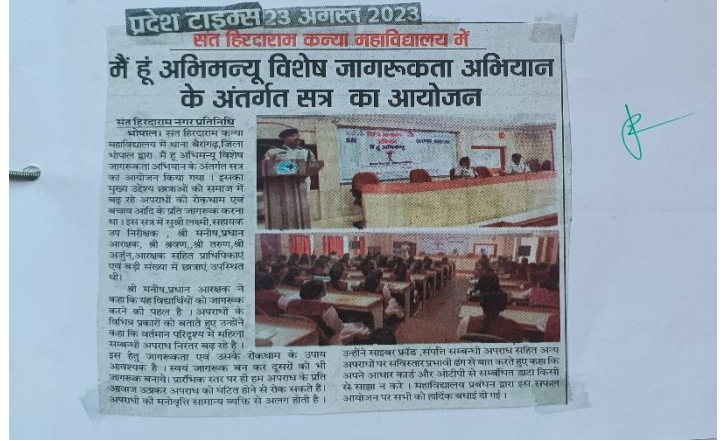 प्रदेश टाइम्स 23 अगस्त 2023
संत हिरदाराम कन्या महाविद्यालय में
मैं हूं अभिमन्यू विशेष जागरूकता अभियान
के अंतर्गत सत्र का आयोजन
संत हिरदाराम नगर प्रतिनिधि
भोपाल। संत हिरदाराम कन्या
महाविद्यालय में थाना बैरागढ़,जिला
भोपाल द्वारा मैं हू अभिमन्यु विशेष
जागरूकता अभियान के अंतर्गत सत्र
का आयोजन किया गया । इसका
मुख्य उद्देश्य छात्राओं को समाज में
बढ़ रहे अपराधों की रोकथाम एवं
बचाव आदि के प्रति जागरूक करना
था । इस सत्र में सुश्री लक्ष्मी,सहायक
उप निरीक्षक , श्री मनीष,प्रधान
आरक्षक, श्री श्रवण,,श्री तरुण,श्री
अर्जुन,आरक्षक सहित प्राध्यिपिकाएं
एवं बड़ी संख्या में छात्राएं उपस्थित
थी।
श्री मनीष,प्रधान आरक्षक ने
कहा कि यह विद्यार्थियों को जागरूक
करने की पहल है । अपराधों के
विभिन्न प्रकारों को बताते हुए उन्होंने
कहा कि वर्तमान परिदृश्य में महिला
सम्बन्धी अपराध निरंतर बढ़ रहे है ।
इस हेतु जागरूकता एवं उसके रोकथाम के उपाय
आवश्यक है । स्वयं जागरूक बन कर दूसरों को भी
जागरूक बनाये। प्रारंभिक स्तर पर ही हम अपराध के प्रति
आवाज उठाकर अपराध को घटित होने से रोक सकते हैं।
अपराधी की मनोवृत्ति सामान्य व्यक्ति से अलग होती है ।
उन्होंने साइबर फ्रॉड ,संपत्ति सम्बन्धी अपराध सहित अन्य
अपराधों पर सविस्तार प्रभावी ढंग से बात करते हुए कहा कि
अपने आधार कार्ड और ओटीपी से सम्बंधित डाटा किसी
से साझा न करे । महाविद्यालय प्रबंधन द्वारा इस सफल
आयोजन पर सभी को हार्दिक बधाई दी गई ।